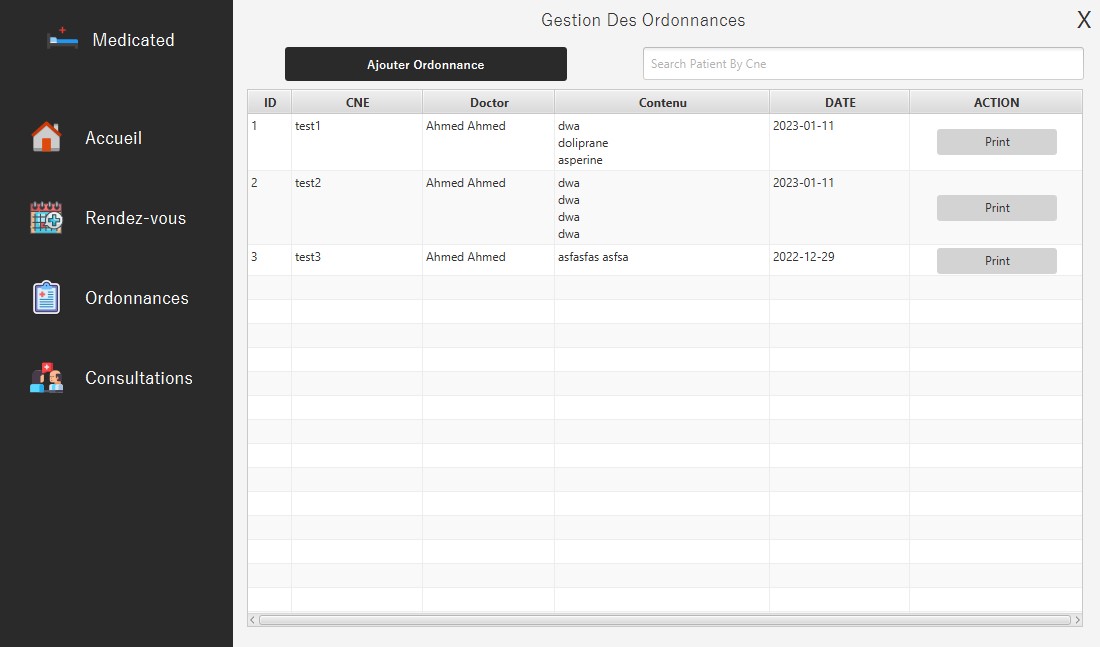 Medicated
Accueil
Rendez-vous
Ordonnances
Consultations
Gestion Des Ordonnances
X
Ajouter Ordonnance
Search Patient By Cne
ID CNE Doctor Contenu DATE ACTION
1 test1 Ahmed Ahmed dwa 2023-01-11
doliprane
Print
asperine
2 test2 Ahmed Ahmed dwa 2023-01-11
dwa
Print
dwa
dwa
3 test3 Ahmed Ahmed asfasfas asfsa 2022-12-29 Print